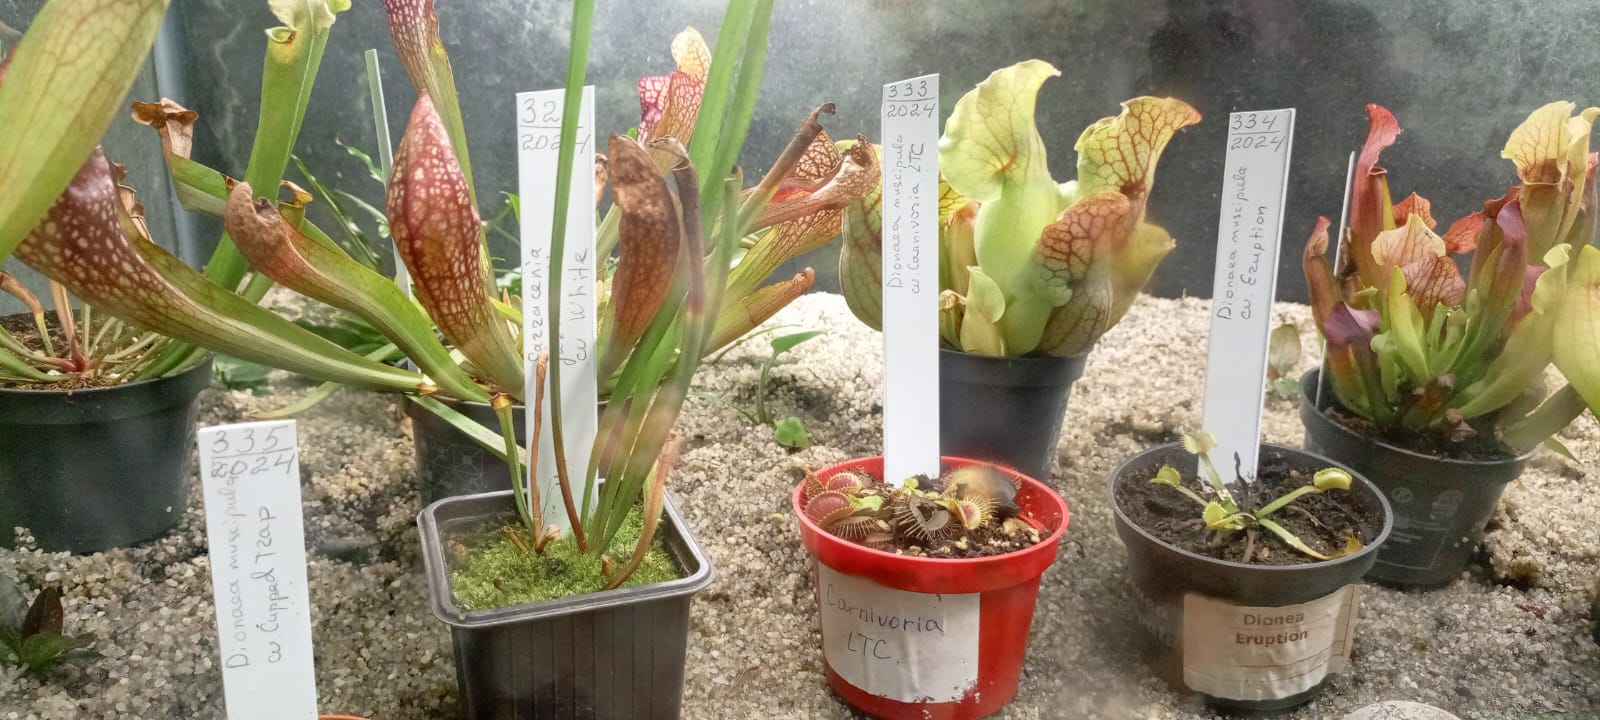 335
2024
Dionaea muscipula
cv. Cupped Trap
32
2024
cv White
333
2024
Dionaea muscipula
cv. Carnivoria LTC
Carnivoria
LTC.
334
2024
Dionaea muscipula
cv. Eruption
Dionea
Eruption